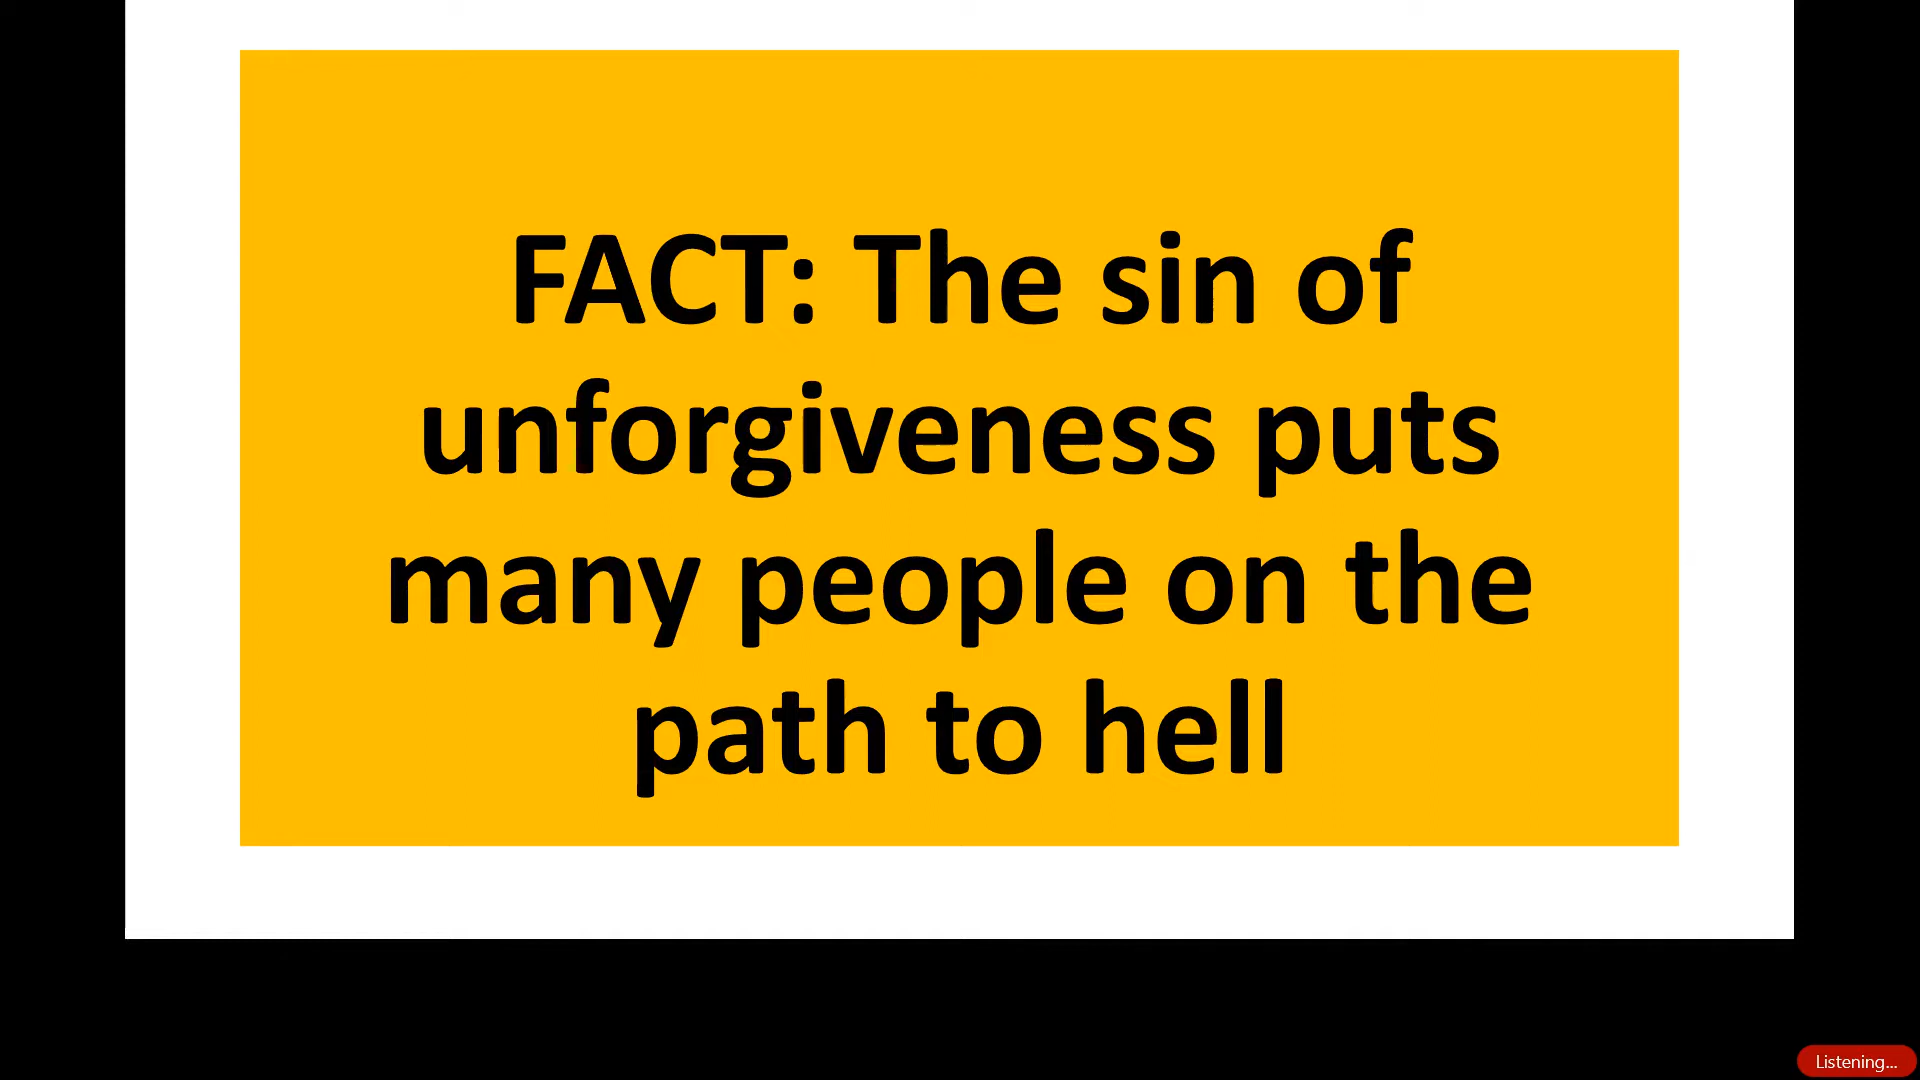 FACT: The sin of
unforgiveness puts
many people on the
path to hell
Listening...